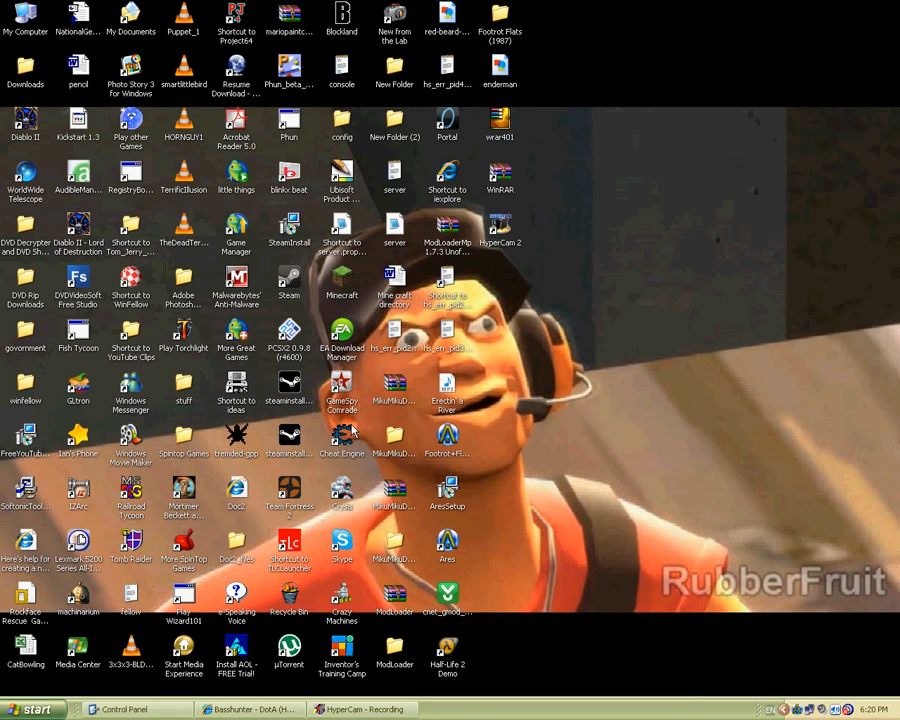 My Computer
NationalGe...
My Documents
Puppet_1
Shortcut to
Project64
mariopaintc...
Blockland
New from
the Lab
red-beard-...
Footrot Flats
(1987)
Downloads
pencil
Photo Story 3
for Windows
smartlittlebird
Resume
Download - ...
Phun_beta_...
console
New Folder
hs_err_pid4...
enderman
Diablo II
Kickstart 1.3
Play other
Games
HORNGUY1
Acrobat
Reader 5.0
Phun
config
New Folder (2)
Portal
wrar401
WorldWide
Telescope
AudibleMan...
RegistryBo...
TerrificIllusion
little things
blinkx beat
Ubisoft
Product ...
server
Shortcut to
iexplore
WinRAR
DVD Decrypter
and DVD Sh...
Diablo II - Lord
of Destruction
Shortcut to
Tom_Jerry_...
TheDeadTer...
Game
Manager
SteamInstall
Shortcut to
server.prop...
server
ModLoaderMp
1.7.3 Unof...
HyperCam 2
DVD Rip
Downloads
DVDVideoSoft
Free Studio
Shortcut to
WinFellow
Adobe
Photosh...
Malwarebytes'
Anti-Malware
Steam
Minecraft
Mine craft
directory
Shortcut to
hs_err_pid2...
govornment
Fish Tycoon
Shortcut to
YouTube Clips
Play Torchlight
More Great
Games
PCSX2 0.9.8
(r4600)
EA Download
Manager
hs_err_pid2...
hs_err_pid3...
winfellow
GLtron
Windows
Messenger
stuff
Shortcut to
ideas
steaminstall...
GameSpy
Comrade
MikuMikuD...
Erectin' a
River
FreeYouTub...
Ian's Phone
Windows
Movie Maker
Spintop Games
tremded-gpp
steaminstall...
Cheat Engine
MikuMikuD...
Footrot+Fl...
SoftonicTool...
IZArc
Railroad
Tycoon
Mortimer
Beckett a...
Doc2
Team Fortress
2
Crysis
MikuMikuD...
AresSetup
Here's help for
creating a n...
Lexmark 5200
Series All-I...
Tomb Raider
More SpinTop
Games
Doc2_files
Shortcut to
TLCLauncher
Skype
MikuMikuD...
Ares
Rockface
Rescue Ga...
machinarium
fellow
Play
Wizard101
e-Speaking
Voice
Recycle Bin
Crazy
Machines
ModLoader
cnet_gmod_...
RubberFruit
CatBowling
Media Center
3x3x3-BLD...
Start Media
Experience
Install AOL -
FREE Trial!
µTorrent
Inventor's
Training Camp
ModLoader
Half-Life 2
Demo
start
Control Panel
Basshunter - DotA (H...
HyperCam - Recording
EN
6:20 PM